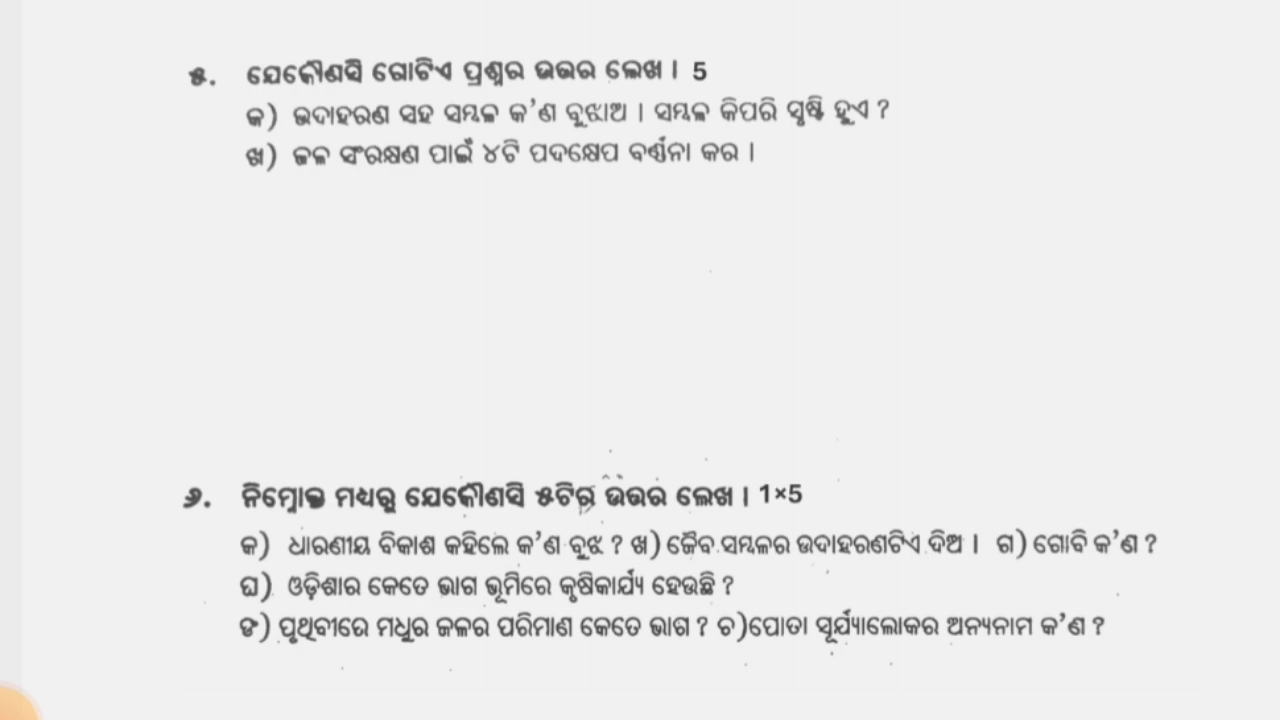 ୫. ଯେକୌଣସି ଗୋଟିଏ ପ୍ରଶ୍ନର ଉତ୍ତର ଲେଖ । 5
କ) ଉଦାହରଣ ସହ ସମ୍ବଳ କ'ଣ ବୁଝାଅ । ସମ୍ବଳ କିପରି ସୃଷ୍ଟି ହୁଏ ?
ଖ) ଜଳ ସଂରକ୍ଷଣ ପାଇଁ ୪ଟି ପଦକ୍ଷେପ ବର୍ଣ୍ଣନା କର ।
୬. ନିମ୍ନୋକ୍ତ ମଧ୍ୟରୁ ଯେକୌଣସି ୫ଟିର ଉତ୍ତର ଲେଖ । 1×5
କ) ଧାରଣୀୟ ବିକାଶ କହିଲେ କ'ଣ ବୁଝ ? ଖ) ଜୈବ ସମ୍ବଳର ଉଦାହରଣଟିଏ ଦିଅ । ଗ) ଗୋବି କ'ଣ ?
ଘ) ଓଡ଼ିଶାର କେତେ ଭାଗ ଭୂମିରେ କୃଷିକାର୍ଯ୍ୟ ହେଉଛି ?
ଙ) ପୃଥିବୀରେ ମଧୁର ଜଳର ପରିମାଣ କେତେ ଭାଗ ? ଚ)ପୋତା ସୂର୍ଯ୍ୟାଲୋକର ଅନ୍ୟନାମ କ'ଣ ?